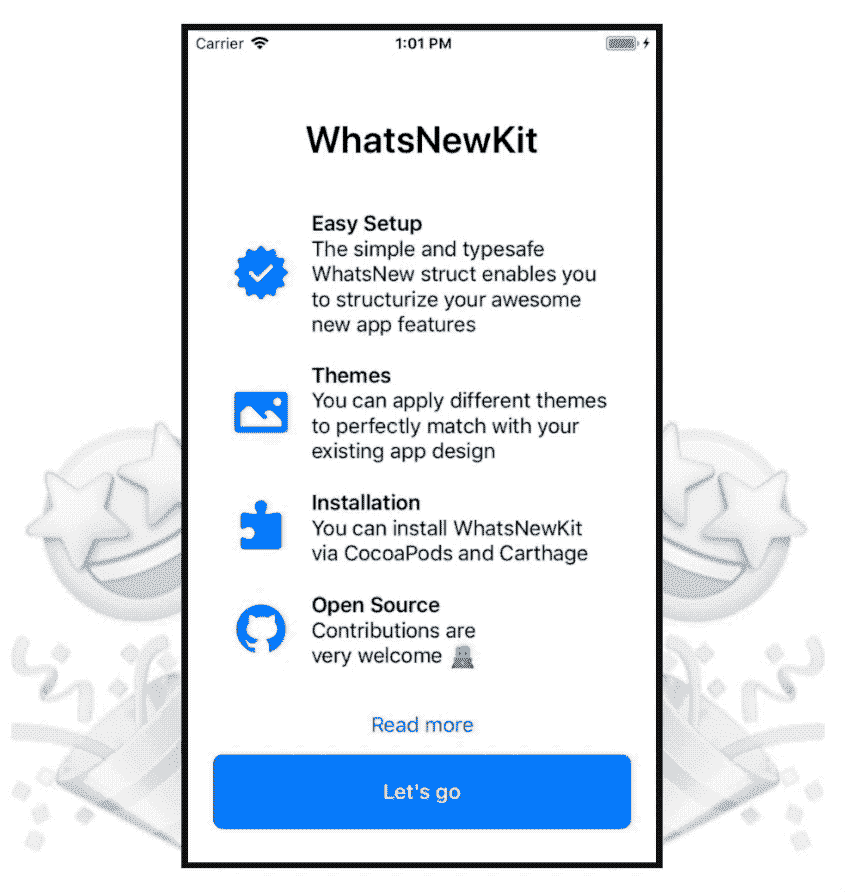 Carrier
1:01 PM
WhatsNewKit
Easy Setup
The simple and typesafe
WhatsNew struct enables you
to structurize your awesome
new app features
Themes
You can apply different themes
to perfectly match with your
existing app design
Installation
You can install WhatsNewKit
via CocoaPods and Carthage
Open Source
Contributions are
very welcome 👨‍💻
Read more
Let's go